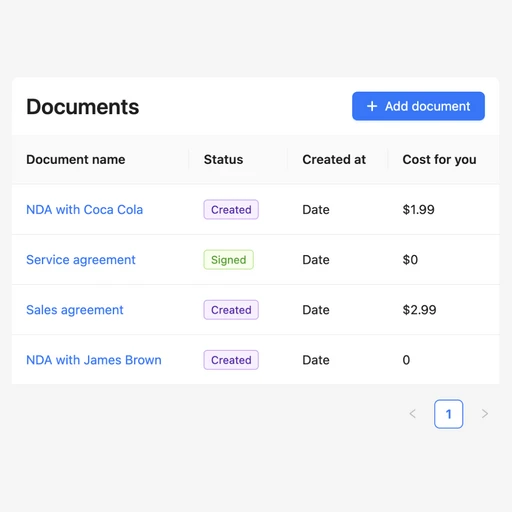 Documents
+ Add document
Document name Status Created at Cost for you
NDA with Coca Cola Created Date $1.99
Service agreement Signed Date $0
Sales agreement Created Date $2.99
NDA with James Brown Created Date 0
< 1 >